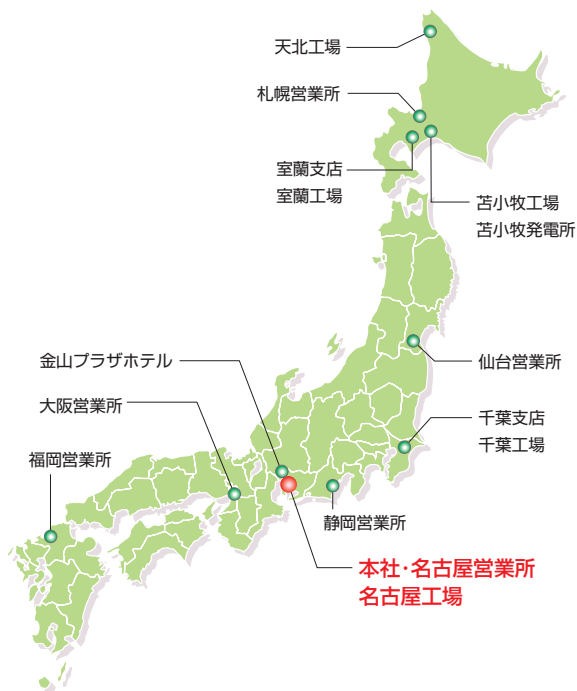 天北工場
札幌営業所
室蘭支店
室蘭工場
苫小牧工場
苫小牧発電所
仙台営業所
金山プラザホテル
大阪営業所
千葉支店
千葉工場
福岡営業所
静岡営業所
本社・名古屋営業所
名古屋工場